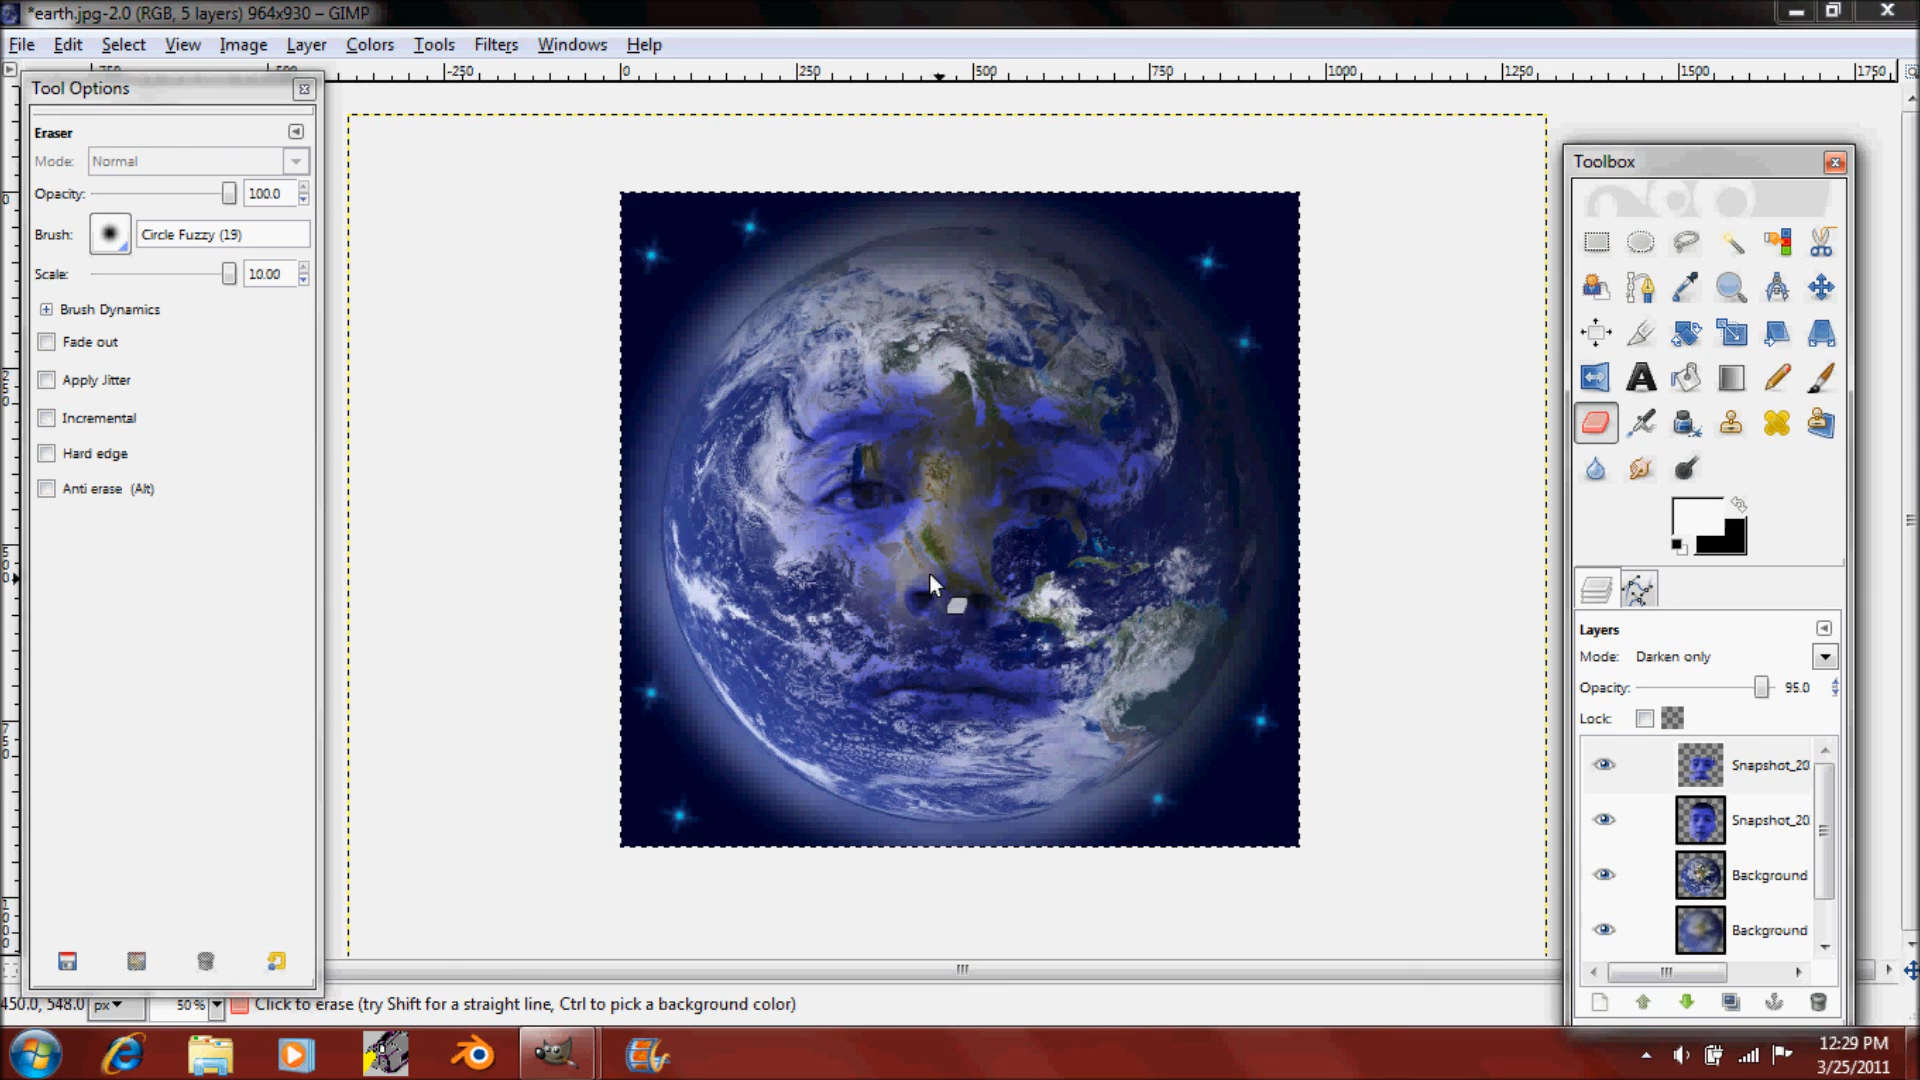 *earth.jpg-2.0 (RGB, 5 layers) 964x930 – GIMP
File Edit Select View Image Layer Colors Tools Filters Windows Help
-250 0 250 500 750 1000 1250 1500 1750
Tool Options
Eraser
Mode: Normal
Opacity: 100.0
Brush: Circle Fuzzy (19)
Scale: 10.00
Brush Dynamics
Fade out
Apply Jitter
Incremental
Hard edge
Anti erase (Alt)
Toolbox
Layers
Mode: Darken only
Opacity: 95.0
Lock:
Snapshot_20
Snapshot_20
Background
Background
450.0, 548.0 px 50 % Click to erase (try Shift for a straight line, Ctrl to pick a background color)
12:29 PM
3/25/2011